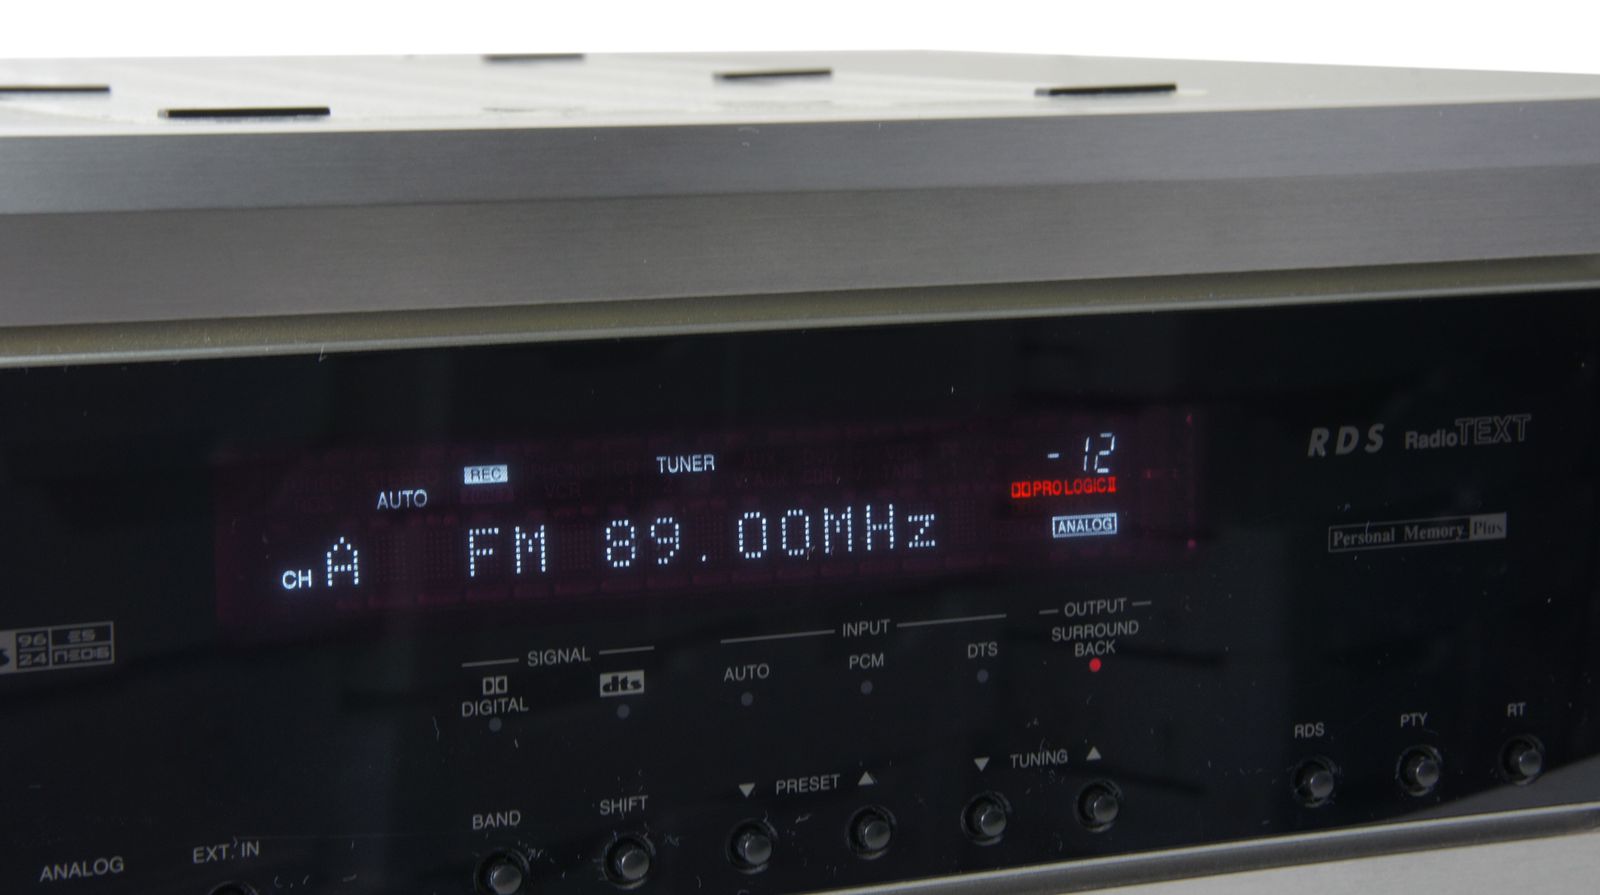 -12
REC TUNER
AUTO
PRO LOGIC II
CH A FM 89.00MHz
ANALOG
RDS RadioTEXT
Personal Memory Plus
96 ES
24 NEO:6
SIGNAL
DIGITAL
dts
INPUT
AUTO
PCM
DTS
OUTPUT
SURROUND
BACK
RDS
PTY
RT
BAND
SHIFT
▼ PRESET ▲
▼ TUNING ▲
ANALOG
EXT. IN